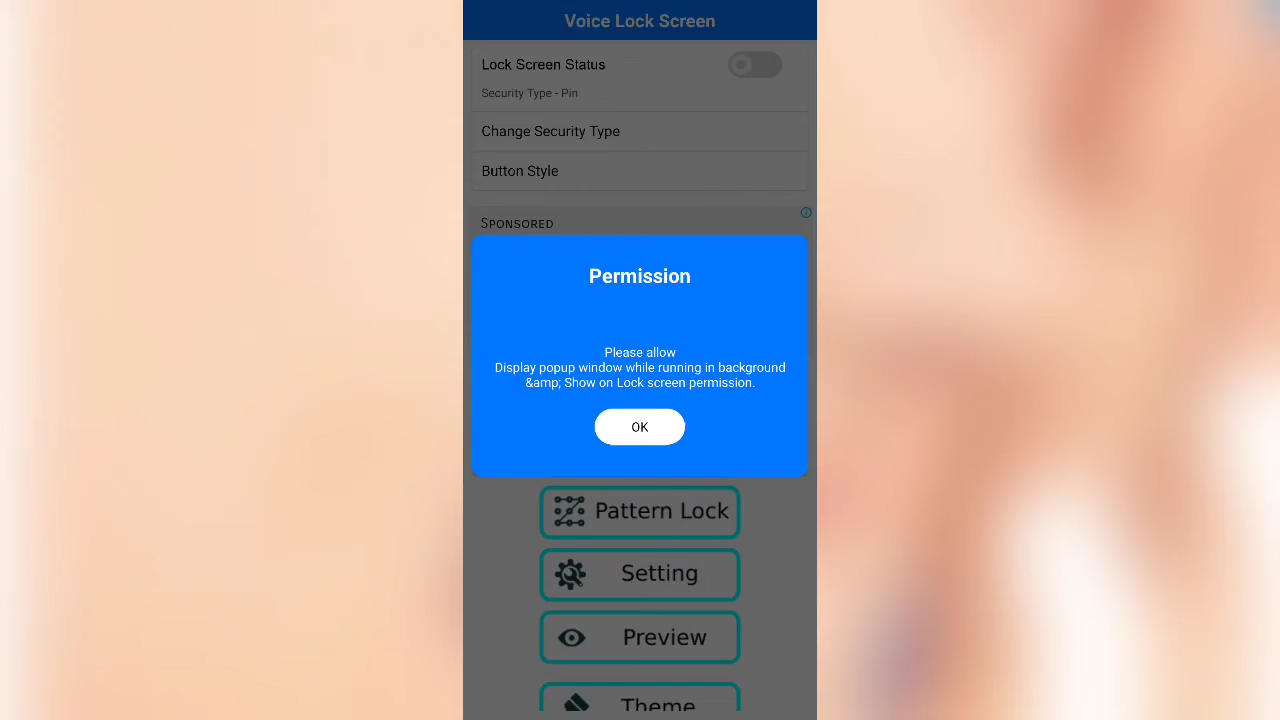 Voice Lock Screen
Lock Screen Status
Security Type - Pin
Change Security Type
Button Style
SPONSORED
Permission
Please allow
Display popup window while running in background
&amp; Show on Lock screen permission.
OK
Pattern Lock
Setting
Preview
Theme